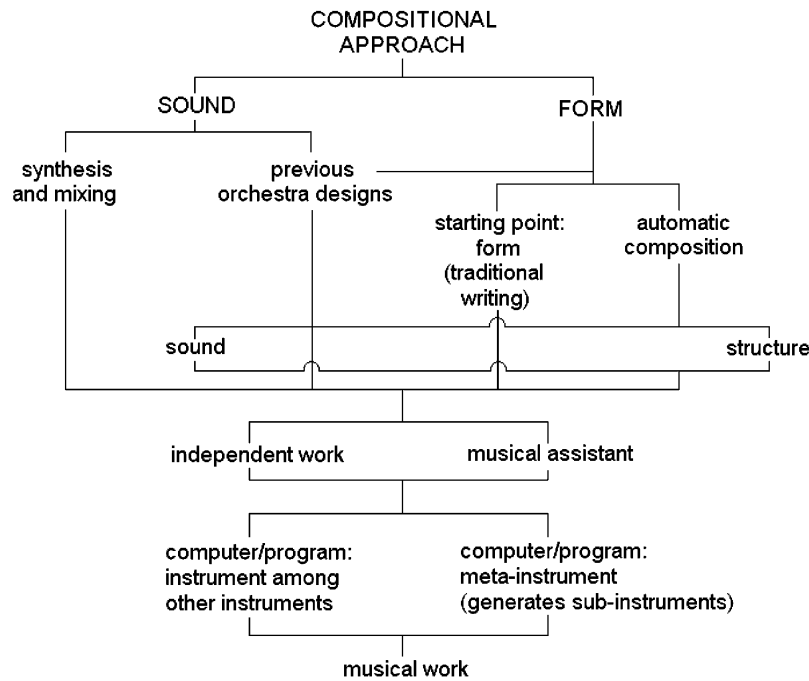 COMPOSITIONAL
APPROACH
SOUND
FORM
synthesis
and mixing
previous
orchestra designs
starting point:
form
(traditional
writing)
automatic
composition
sound
structure
independent work
musical assistant
computer/program:
instrument among
other instruments
computer/program:
meta-instrument
(generates sub-instruments)
musical work